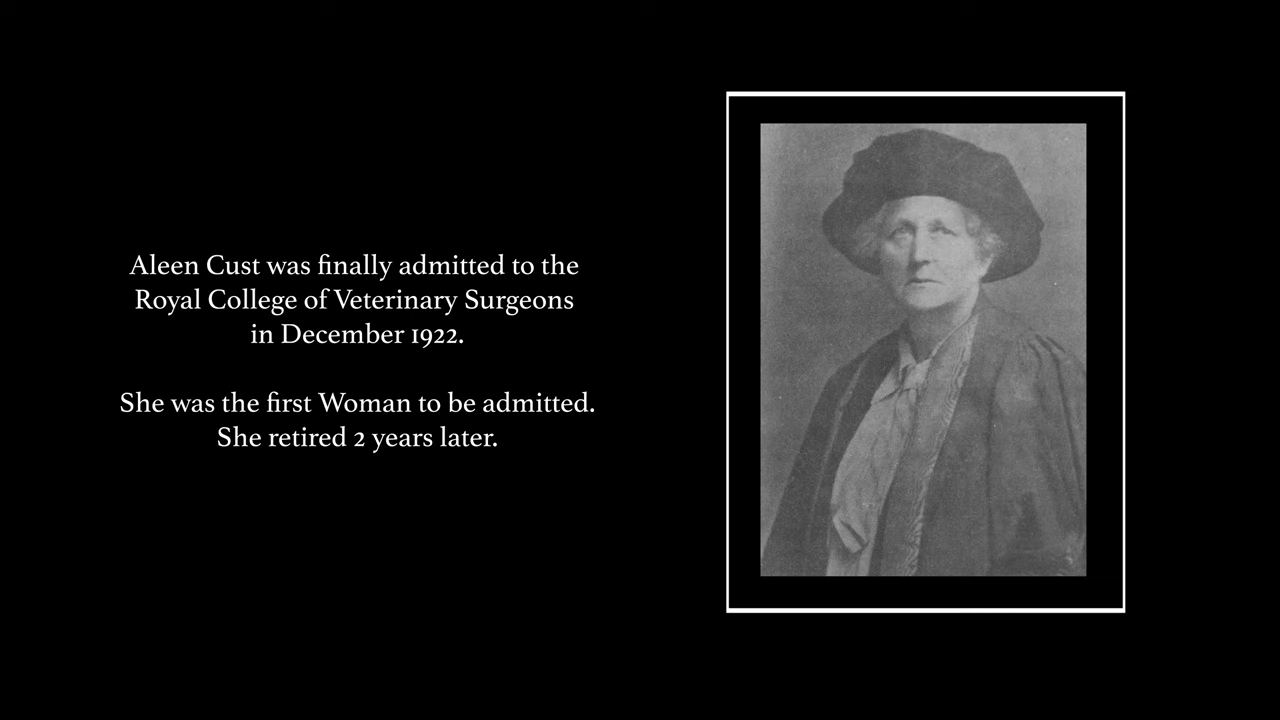 Aleen Cust was finally admitted to the
Royal College of Veterinary Surgeons
in December 1922.
She was the first Woman to be admitted.
She retired 2 years later.